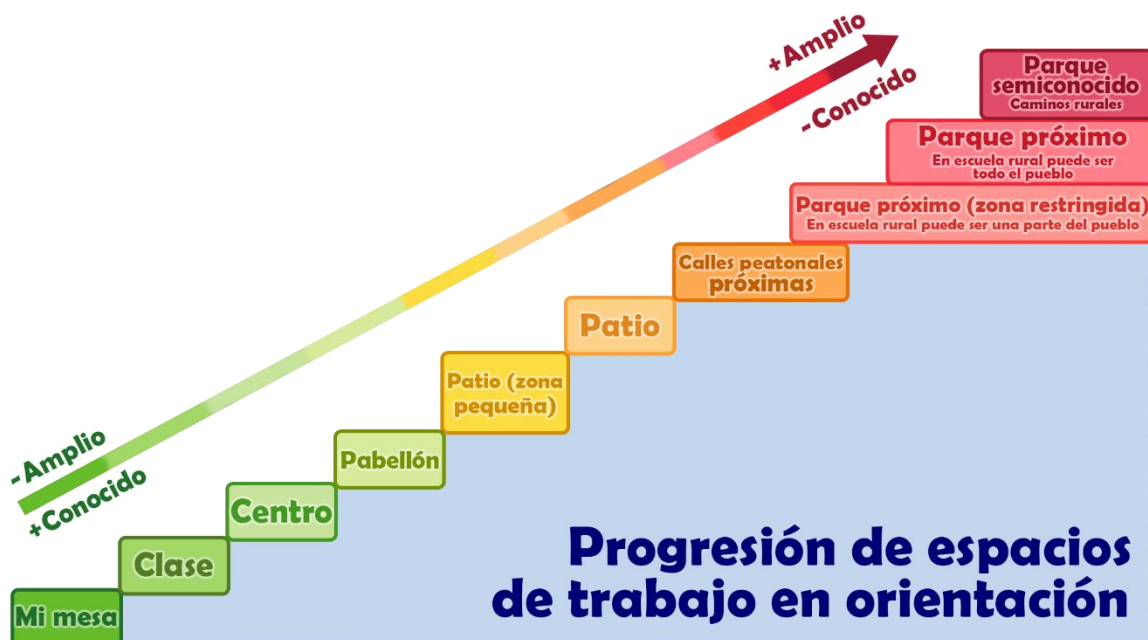 +Amplio
-Conocido
Parque
semiconocido
Caminos rurales
Parque próximo
En escuela rural puede ser
todo el pueblo
Parque próximo (zona restringida)
En escuela rural puede ser una parte del pueblo
Calles peatonales
próximas
Patio
Patio (zona
pequeña)
Pabellón
Centro
Clase
Mi mesa
-Amplio
+Conocido
Progresión de espacios
de trabajo en orientación